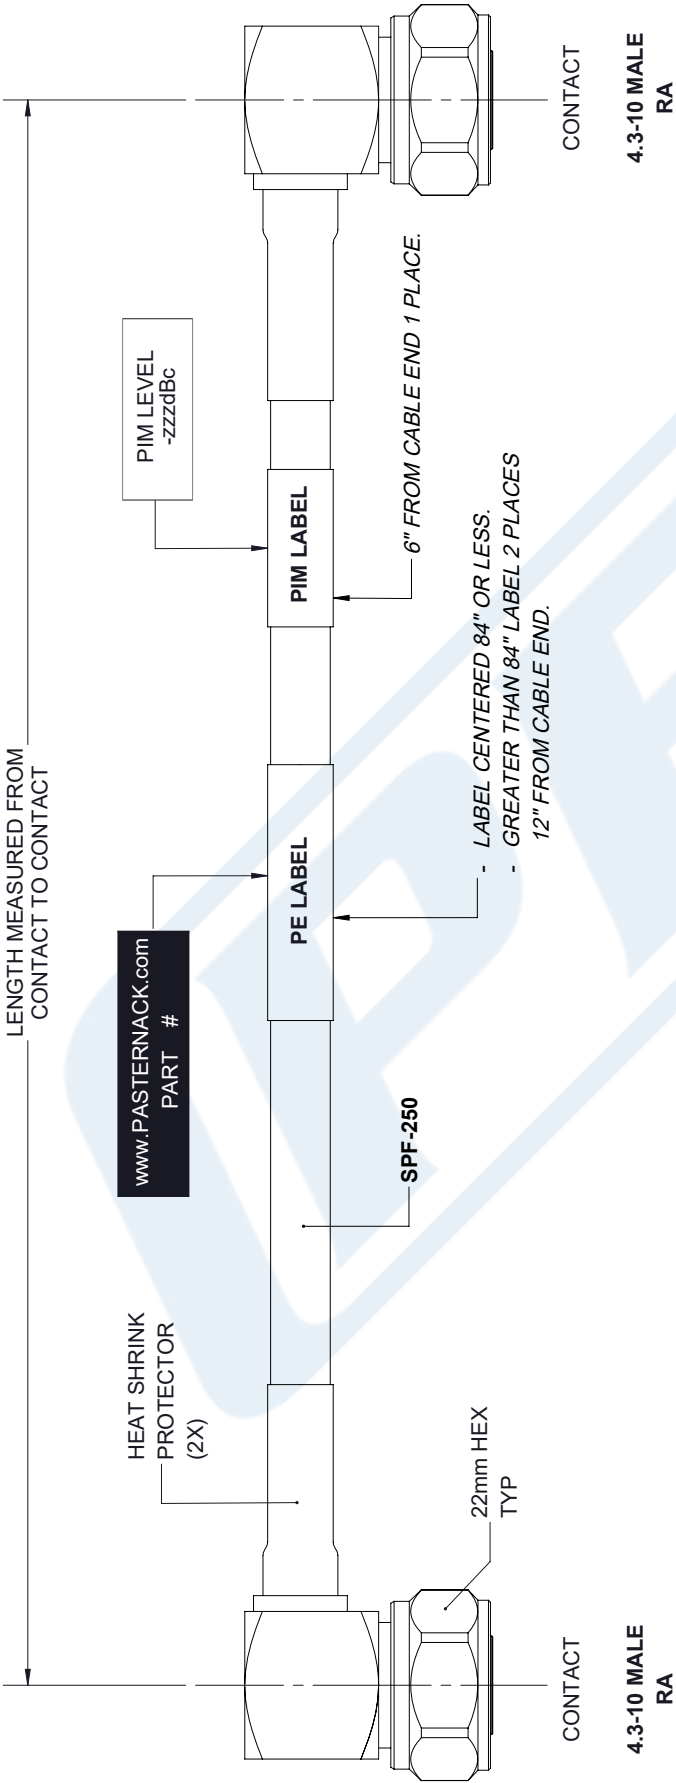 LENGTH MEASURED FROM
CONTACT TO CONTACT
HEAT SHRINK
PROTECTOR
(2X)
www.PASTERNACK.com
PART #
PIM LEVEL
-zzzdBc
PE LABEL
PIM LABEL
SPF-250
6" FROM CABLE END 1 PLACE.
- LABEL CENTERED 84" OR LESS.
- GREATER THAN 84" LABEL 2 PLACES
12" FROM CABLE END.
22mm HEX
TYP
CONTACT
4.3-10 MALE
RA
CONTACT
4.3-10 MALE
RA